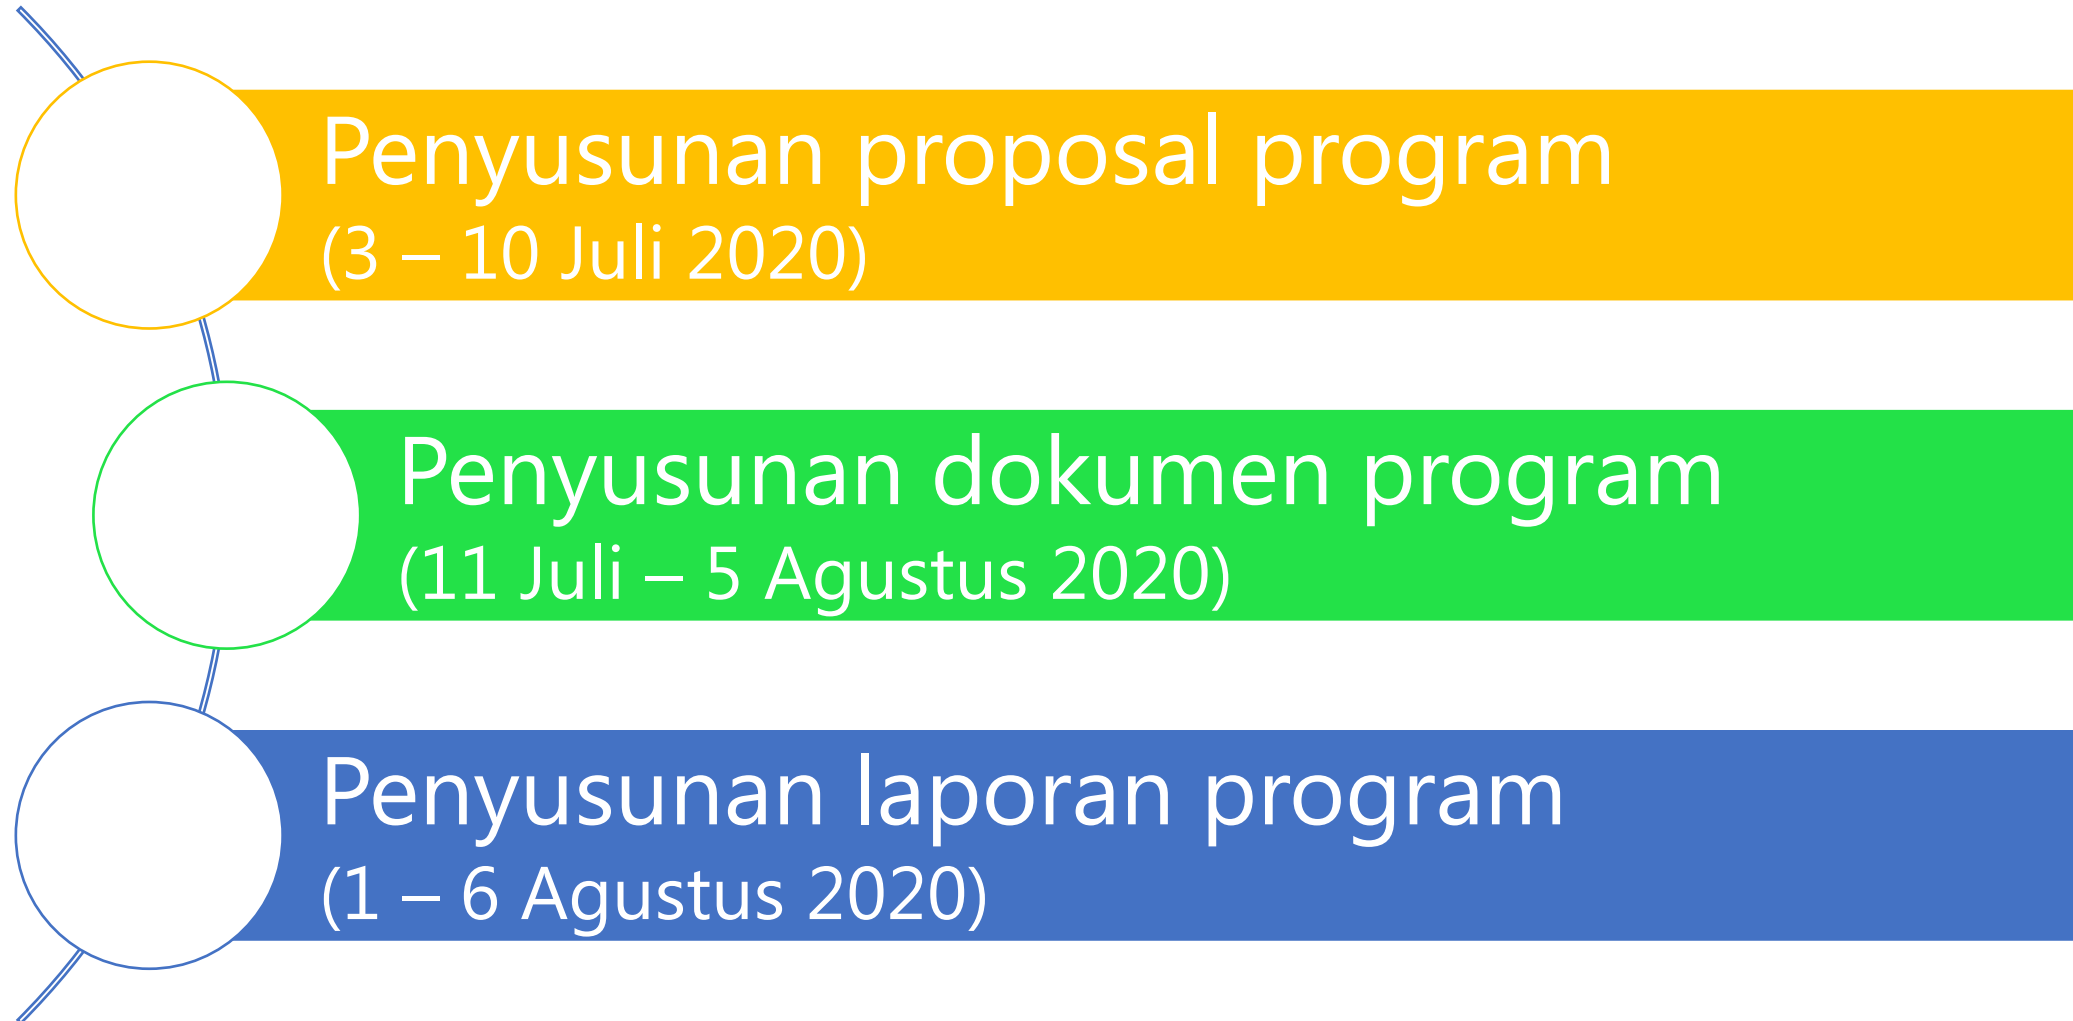 Penyusunan proposal program
(3 – 10 Juli 2020)
Penyusunan dokumen program
(11 Juli – 5 Agustus 2020)
Penyusunan laporan program
(1 – 6 Agustus 2020)